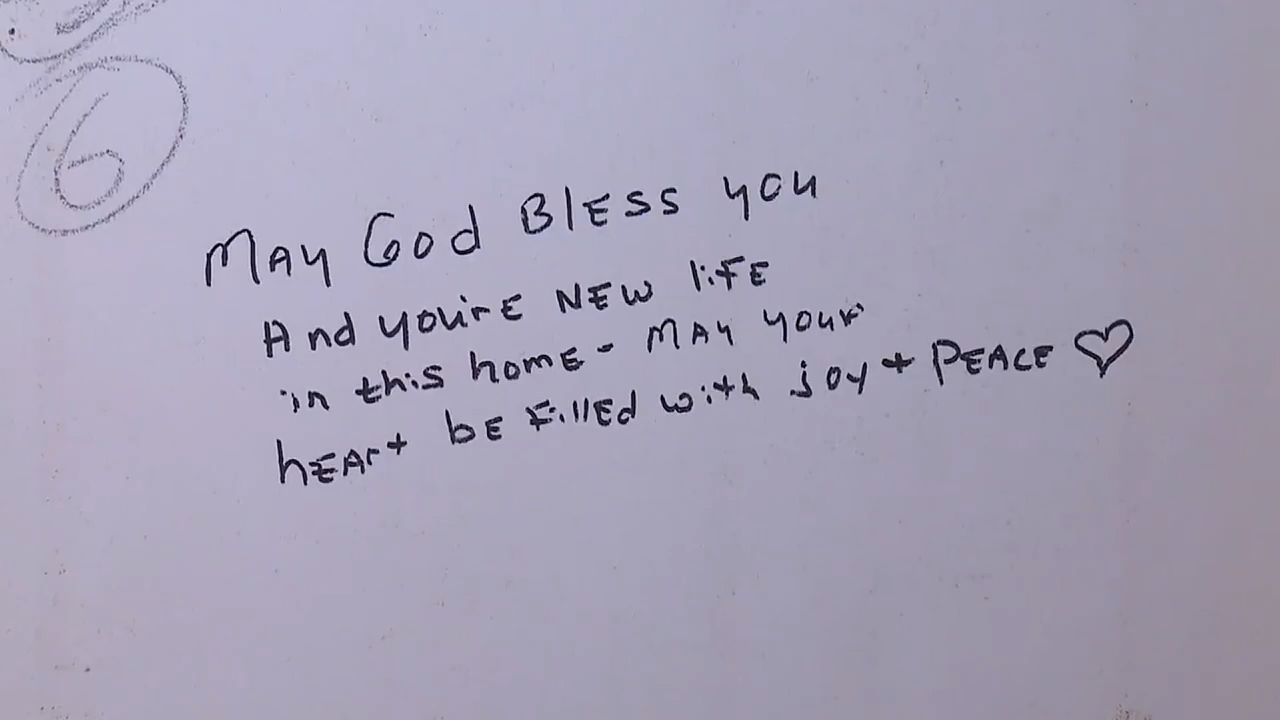 6
MAY God BlESS you
And you'rE NEW liFE
in this homE - MAY youR
hEArt bE FillEd with joy + PEACE ♡